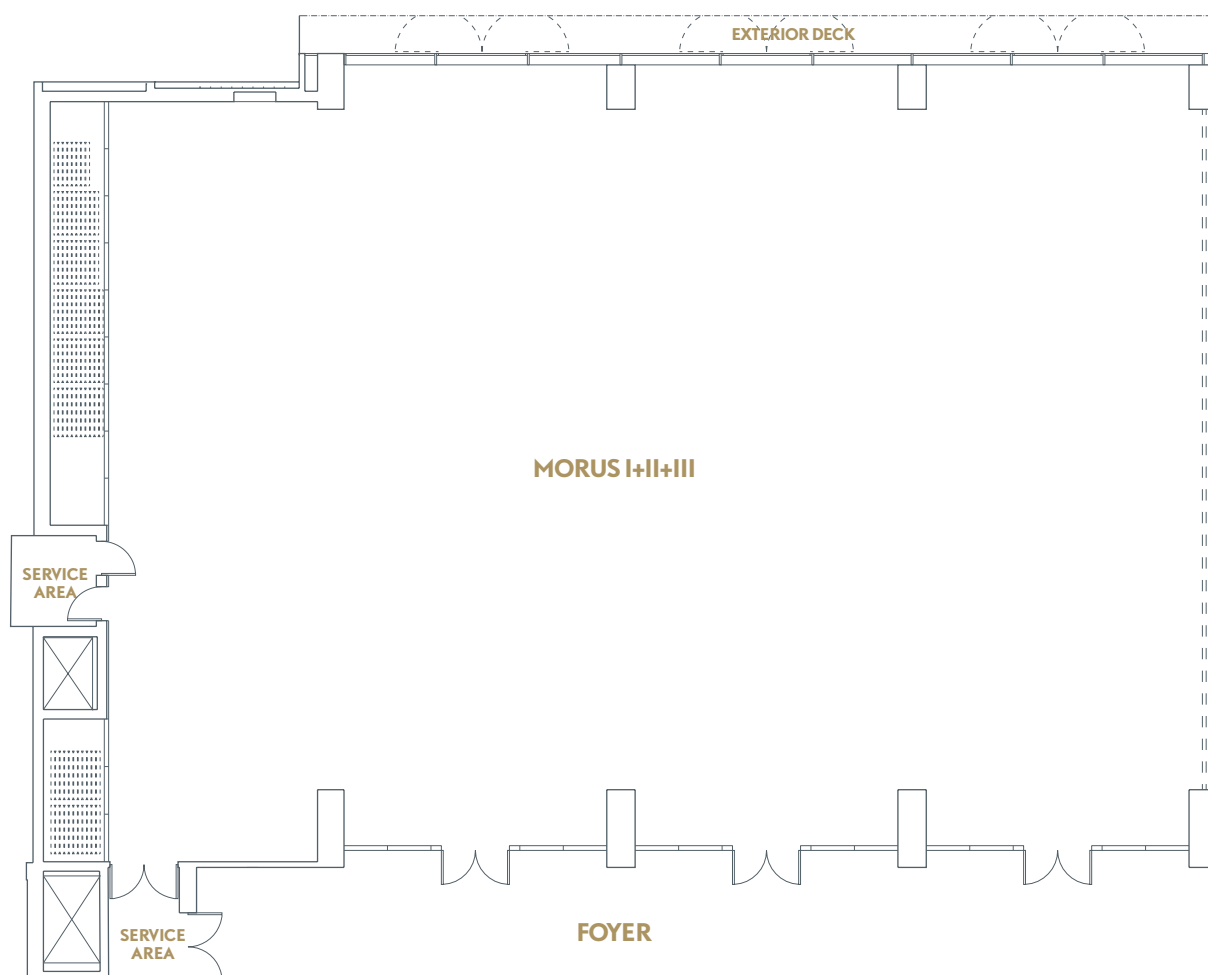 EXTERIOR DECK
MORUS I+II+III
SERVICE
AREA
FOYER
SERVICE
AREA